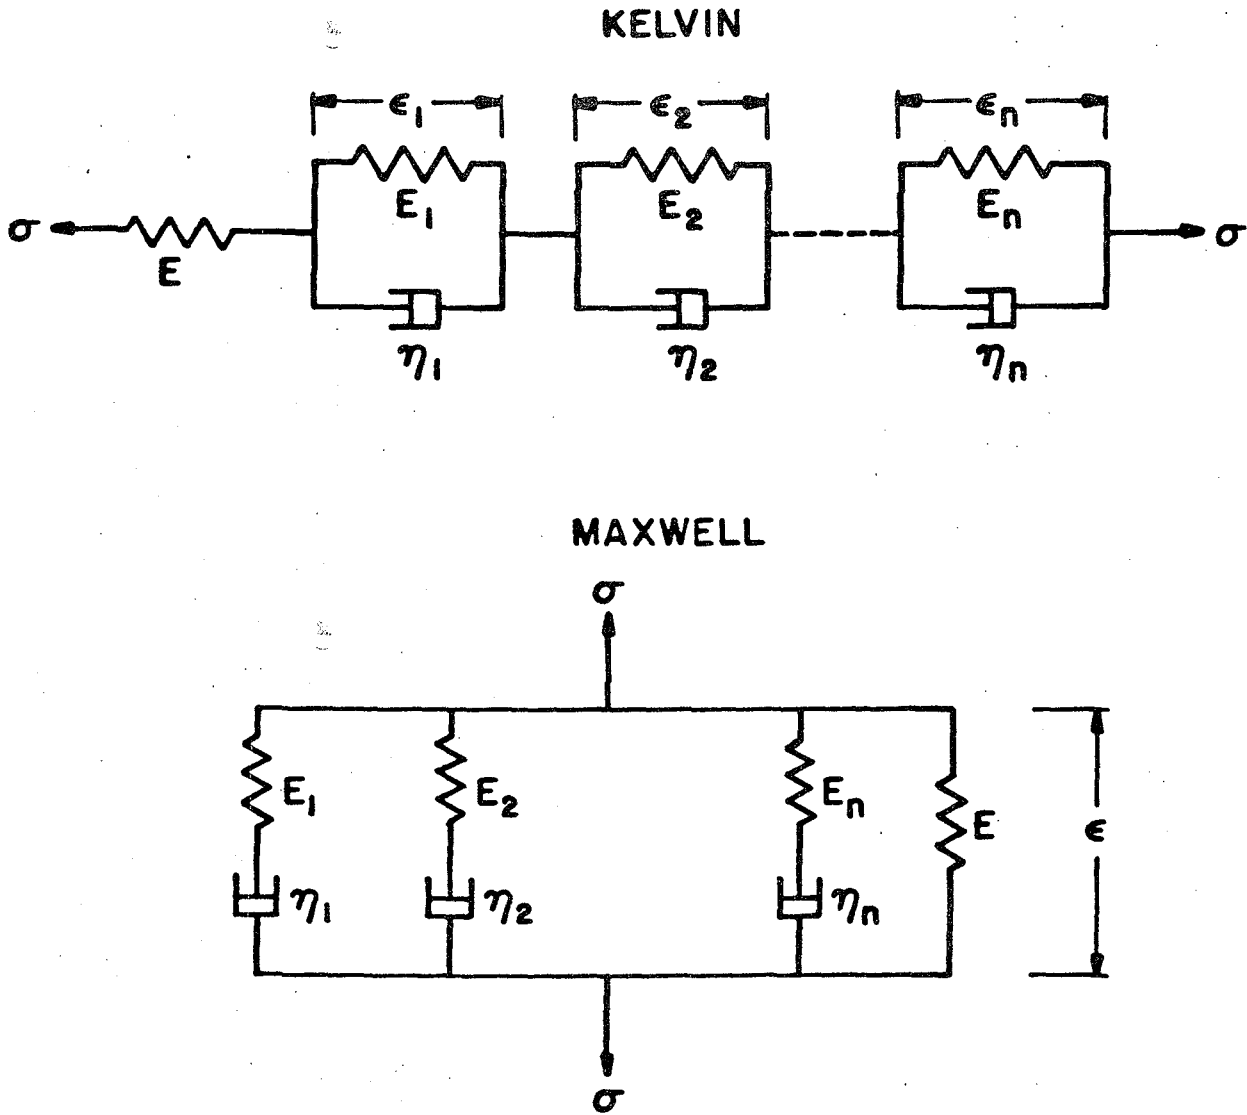 KELVIN
ϵ₁ ϵ₂ ϵₙ
E₁ E₂ Eₙ
σ σ
E
η₁ η₂ ηₙ
MAXWELL
σ
E₁ E₂ Eₙ E ϵ
η₁ η₂ ηₙ
σ